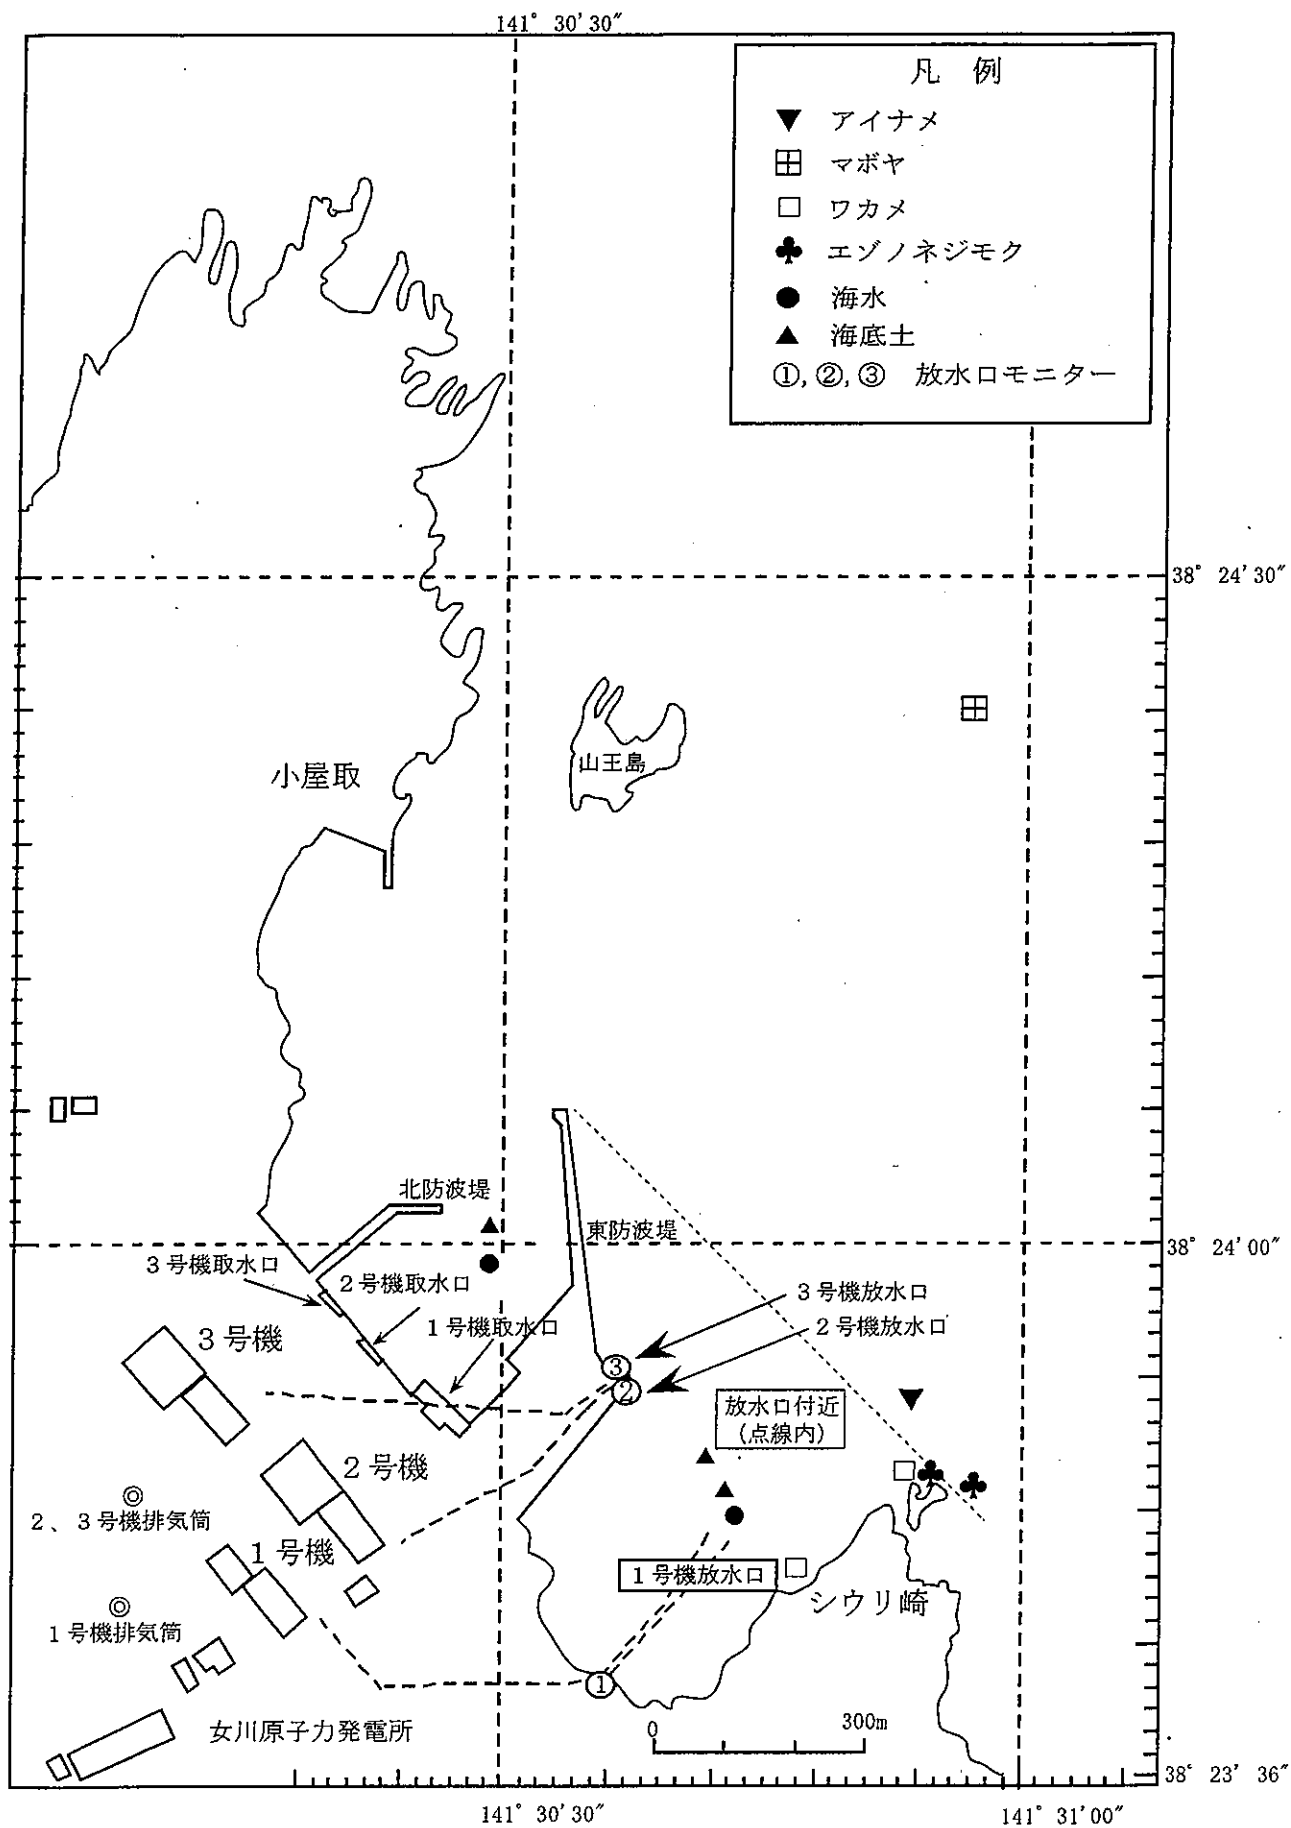 141° 30′30″
凡 例
アイナメ
マボヤ
ワカメ
エゾノネジモク
海水
海底土
①, ②, ③ 放水口モニター
38° 24′30″
山王島
小屋取
北防波堤
東防波堤
38° 24′00″
3号機取水口
2号機取水口
1号機取水口
3号機放水口
2号機放水口
3号機
③
②
放水口付近
(点線内)
2号機
2、3号機排気筒
1号機
1号機放水口
シウリ崎
1号機排気筒
①
女川原子力発電所
0 300m
38° 23′36″
141° 30′30″
141° 31′00″